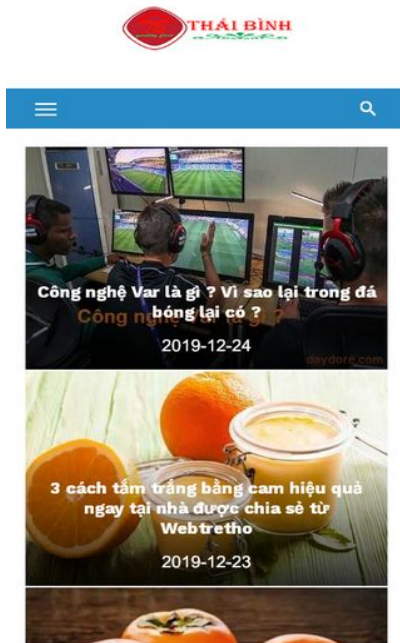 THÁI BÌNH
Công nghệ Var là gì ? Vì sao lại trong đá
bóng lại có ?
2019-12-24
daydore.com
3 cách tắm trắng bằng cam hiệu quả
ngay tại nhà được chia sẻ từ
Webtretho
2019-12-23